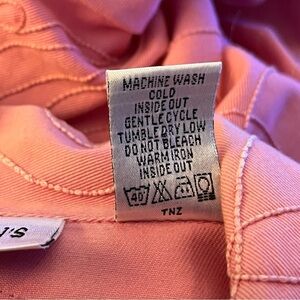 MACHINE WASH
COLD
INSIDE OUT
GENTLE CYCLE
TUMBLE DRY LOW
DO NOT BLEACH
WARM IRON
INSIDE OUT
40
TNZ